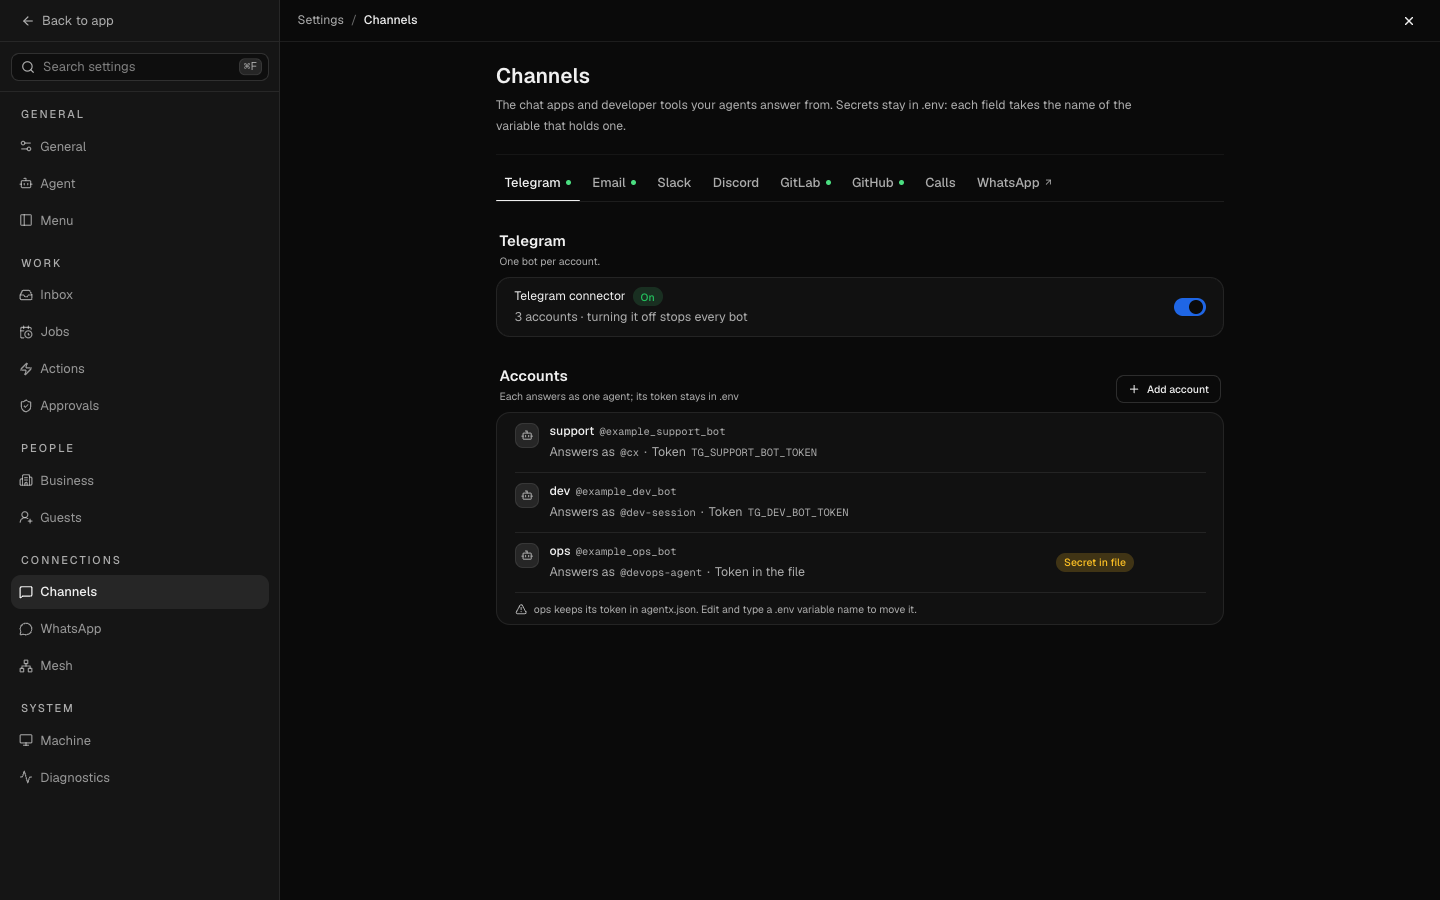 Back to app
Settings / Channels
Search settings ⌘F
GENERAL
General
Agent
Menu
WORK
Inbox
Jobs
Actions
Approvals
PEOPLE
Business
Guests
CONNECTIONS
Channels
WhatsApp
Mesh
SYSTEM
Machine
Diagnostics
Channels
The chat apps and developer tools your agents answer from. Secrets stay in .env: each field takes the name of the
variable that holds one.
Telegram Email Slack Discord GitLab GitHub Calls WhatsApp ↗
Telegram
One bot per account.
Telegram connector On
3 accounts · turning it off stops every bot
Accounts
Each answers as one agent; its token stays in .env
+ Add account
support @example_support_bot
Answers as @cx · Token TG_SUPPORT_BOT_TOKEN
dev @example_dev_bot
Answers as @dev-session · Token TG_DEV_BOT_TOKEN
ops @example_ops_bot
Answers as @devops-agent · Token in the file
Secret in file
ops keeps its token in agentx.json. Edit and type a .env variable name to move it.